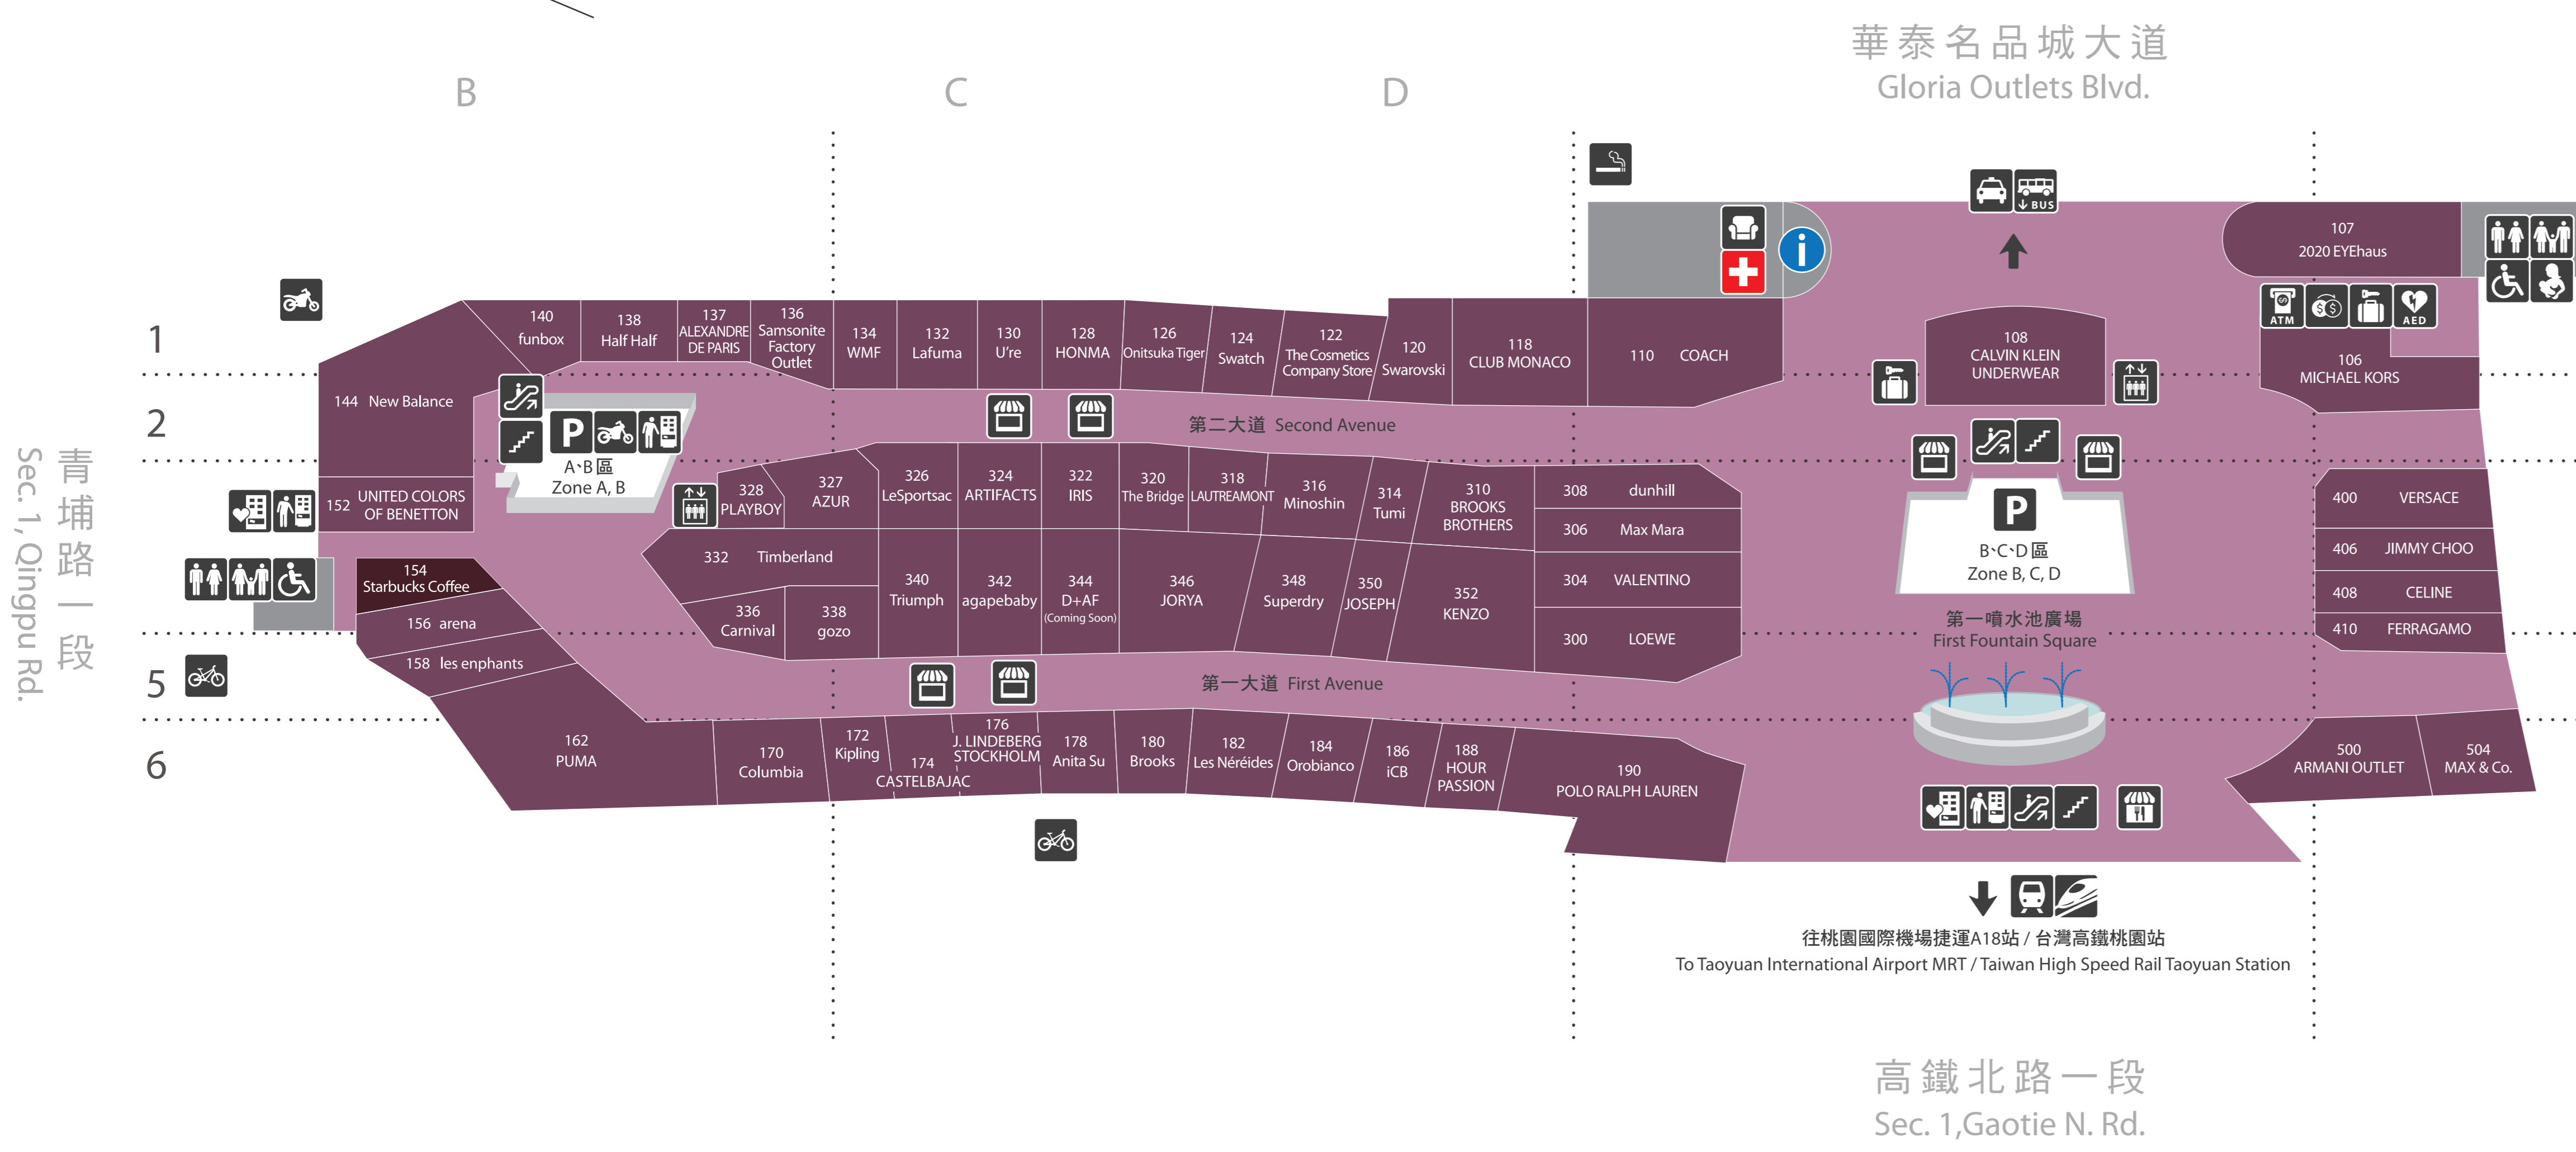 華泰名品城大道
Gloria Outlets Blvd.
B
C
D
1
2
5
6
青埔路一段
Sec. 1, Qingpu Rd.
BUS
107
2020 EYEhaus
ATM
AED
140
funbox
138
Half Half
137
ALEXANDRE
DE PARIS
136
Samsonite
Factory
Outlet
134
WMF
132
Lafuma
130
U're
128
HONMA
126
Onitsuka Tiger
124
Swatch
122
The Cosmetics
Company Store
120
Swarovski
118
CLUB MONACO
110 COACH
108
CALVIN KLEIN
UNDERWEAR
106
MICHAEL KORS
144 New Balance
P
A、B區
Zone A, B
第二大道 Second Avenue
152 UNITED COLORS
OF BENETTON
328
PLAYBOY
327
AZUR
326
LeSportsac
324
ARTIFACTS
322
IRIS
320
The Bridge
318
LAUTREAMONT
316
Minoshin
314
Tumi
310
BROOKS
BROTHERS
308 dunhill
306 Max Mara
304 VALENTINO
300 LOEWE
P
B、C、D區
Zone B, C, D
400 VERSACE
406 JIMMY CHOO
408 CELINE
410 FERRAGAMO
154
Starbucks Coffee
156 arena
158 les enphants
332 Timberland
336
Carnival
338
gozo
340
Triumph
342
agapebaby
344
D+AF
(Coming Soon)
346
JORYA
348
Superdry
350
JOSEPH
352
KENZO
第一噴水池廣場
First Fountain Square
第一大道 First Avenue
162
PUMA
170
Columbia
172
Kipling
174
CASTELBAJAC
176
J. LINDEBERG
STOCKHOLM
178
Anita Su
180
Brooks
182
Les Néréides
184
Orobianco
186
iCB
188
HOUR
PASSION
190
POLO RALPH LAUREN
500
ARMANI OUTLET
504
MAX & Co.
往桃園國際機場捷運A18站 / 台灣高鐵桃園站
To Taoyuan International Airport MRT / Taiwan High Speed Rail Taoyuan Station
高鐵北路一段
Sec. 1,Gaotie N. Rd.